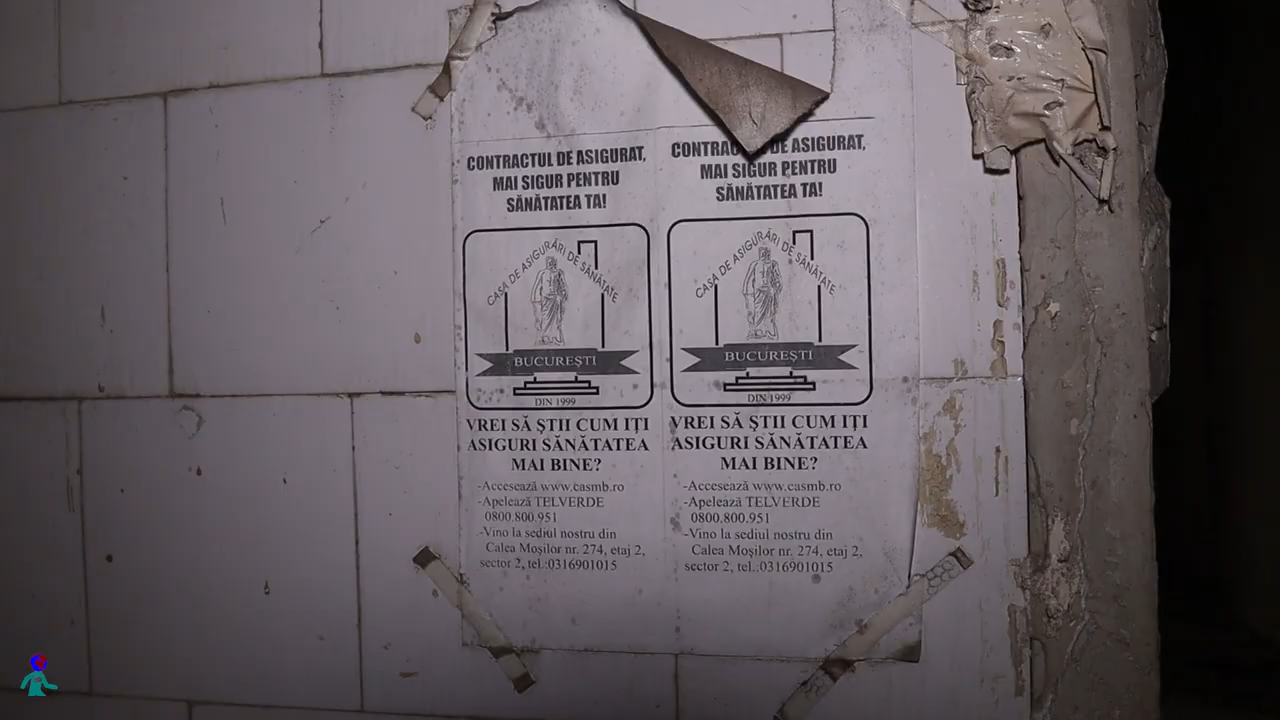 CONTRACTUL DE ASIGURAT,
MAI SIGUR PENTRU
SĂNĂTATEA TA!
CASA DE ASIGURĂRI DE SĂNĂTATE
BUCUREŞTI
DIN 1999
VREI SĂ ŞTII CUM IŢI
ASIGURI SĂNĂTATEA
MAI BINE?
-Accesează www.casmb.ro
-Apelează TELVERDE
0800.800.951
-Vino la sediul nostru din
Calea Moşilor nr. 274, etaj 2,
sector 2, tel.:0316901015
DE ASIGURAT,
MAI SIGUR PENTRU
SĂNĂTATEA TA!
CASA DE ASIGURĂRI DE SĂNĂTATE
BUCUREŞTI
DIN 1999
VREI SĂ ŞTII CUM IŢI
ASIGURI SĂNĂTATEA
MAI BINE?
-Accesează www.casmb.ro
-Apelează TELVERDE
0800.800.951
-Vino la sediul nostru din
Calea Moşilor nr. 274, etaj 2,
sector 2, tel.:0316901015